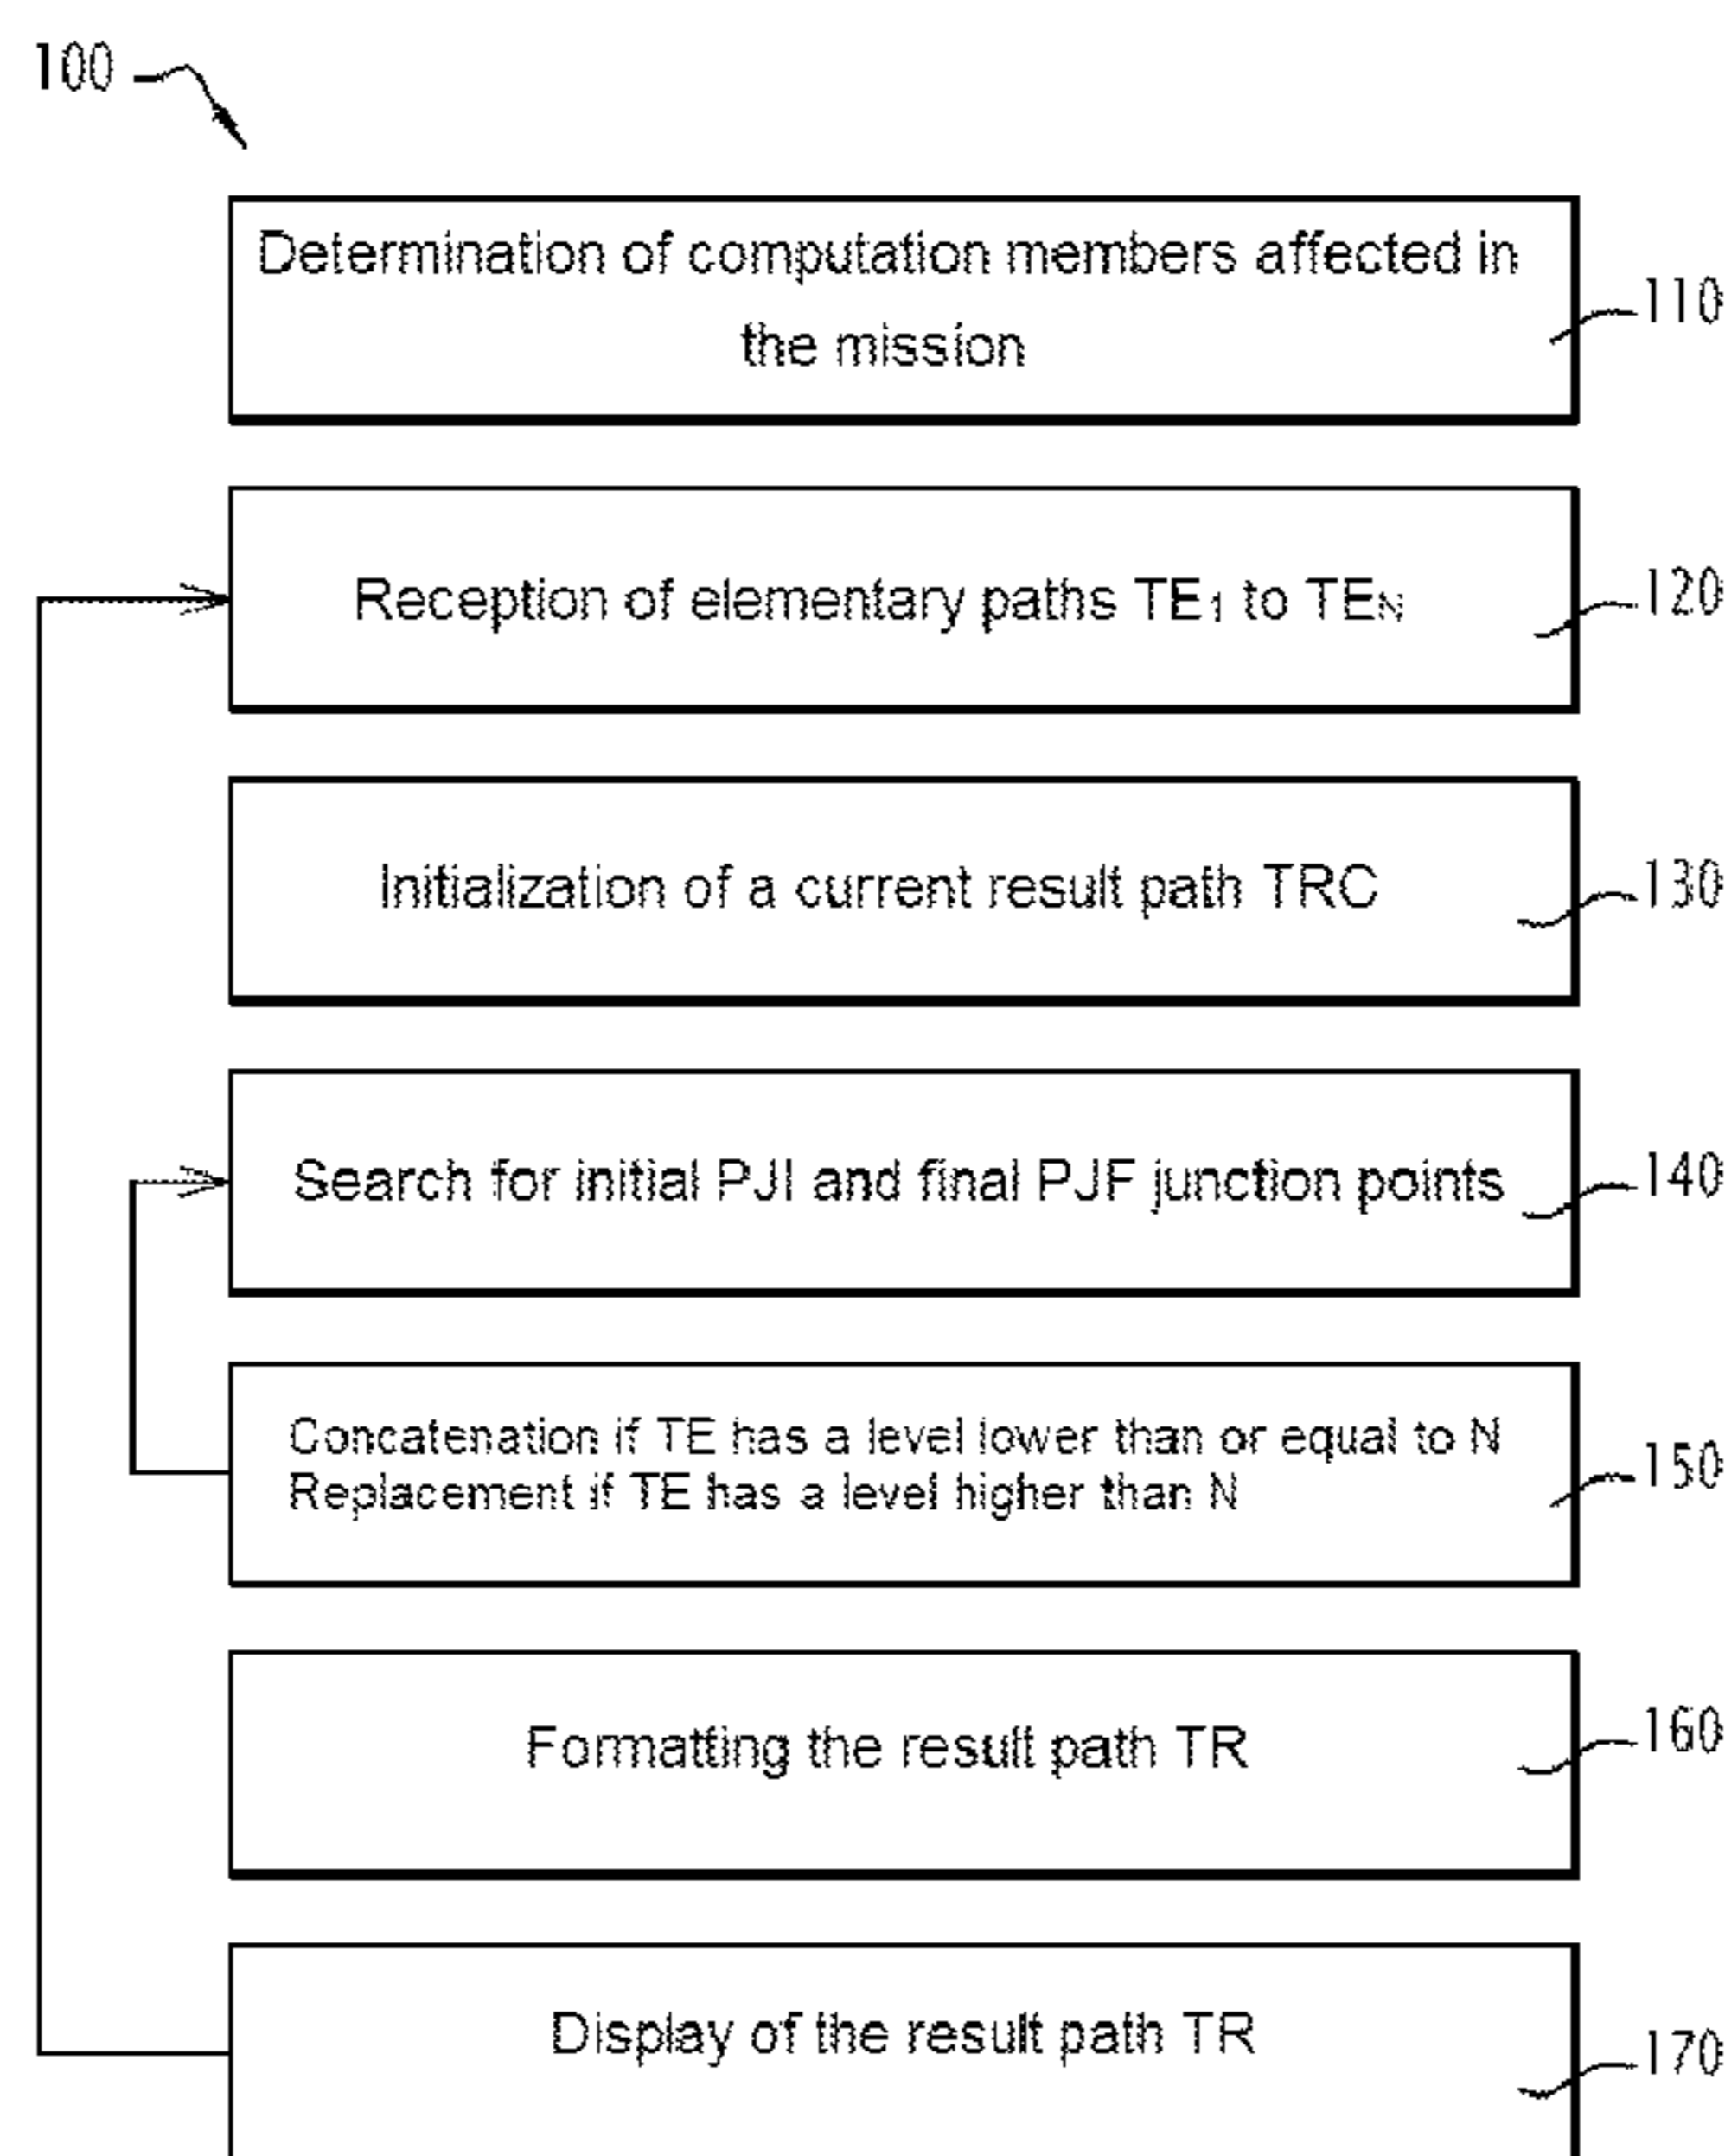 100
Determination of computation members affected in
the mission
110
Reception of elementary paths TE₁ to TEN
120
Initialization of a current result path TRC
130
Search for initial PJI and final PJF junction points
140
Concatenation if TE has a level lower than or equal to N
Replacement if TE has a level higher than N
150
Formatting the result path TR
160
Display of the result path TR
170